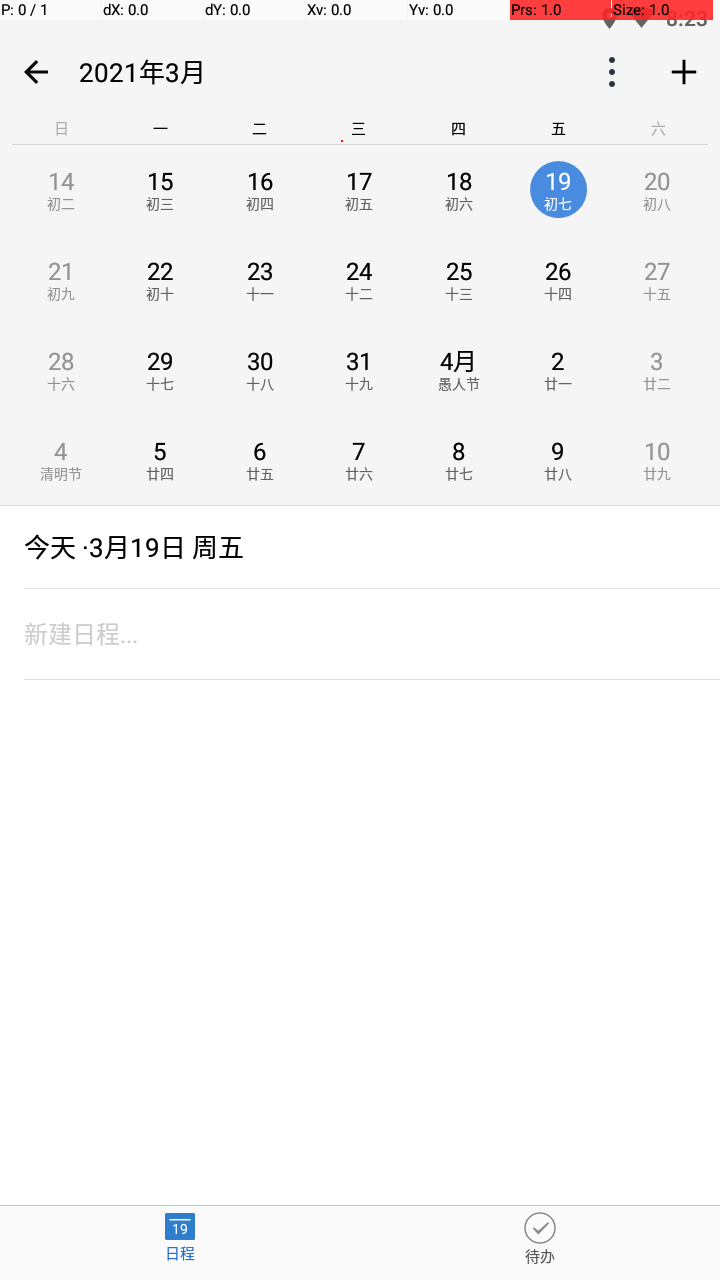 P: 0 / 1 dX: 0.0 dY: 0.0 Xv: 0.0 Yv: 0.0 Prs: 1.0 Size: 1.0 8:23
2021年3月
日 一 二 三 四 五 六
14 15 16 17 18 19 20
初二 初三 初四 初五 初六 初七 初八
21 22 23 24 25 26 27
初九 初十 十一 十二 十三 十四 十五
28 29 30 31 4月 2 3
十六 十七 十八 十九 愚人节 廿一 廿二
4 5 6 7 8 9 10
清明节 廿四 廿五 廿六 廿七 廿八 廿九
今天 ·3月19日 周五
新建日程...
19
日程 待办